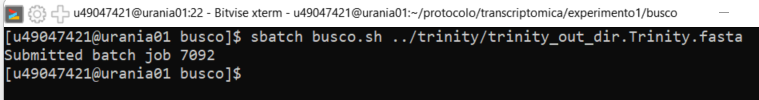 u49047421@urania01:22 - Bitvise xterm - u49047421@urania01:~/protocolo/transcriptomica/experimento1/busco
[u49047421@urania01 busco]$ sbatch busco.sh ../trinity/trinity_out_dir.Trinity.fasta
Submitted batch job 7092
[u49047421@urania01 busco]$